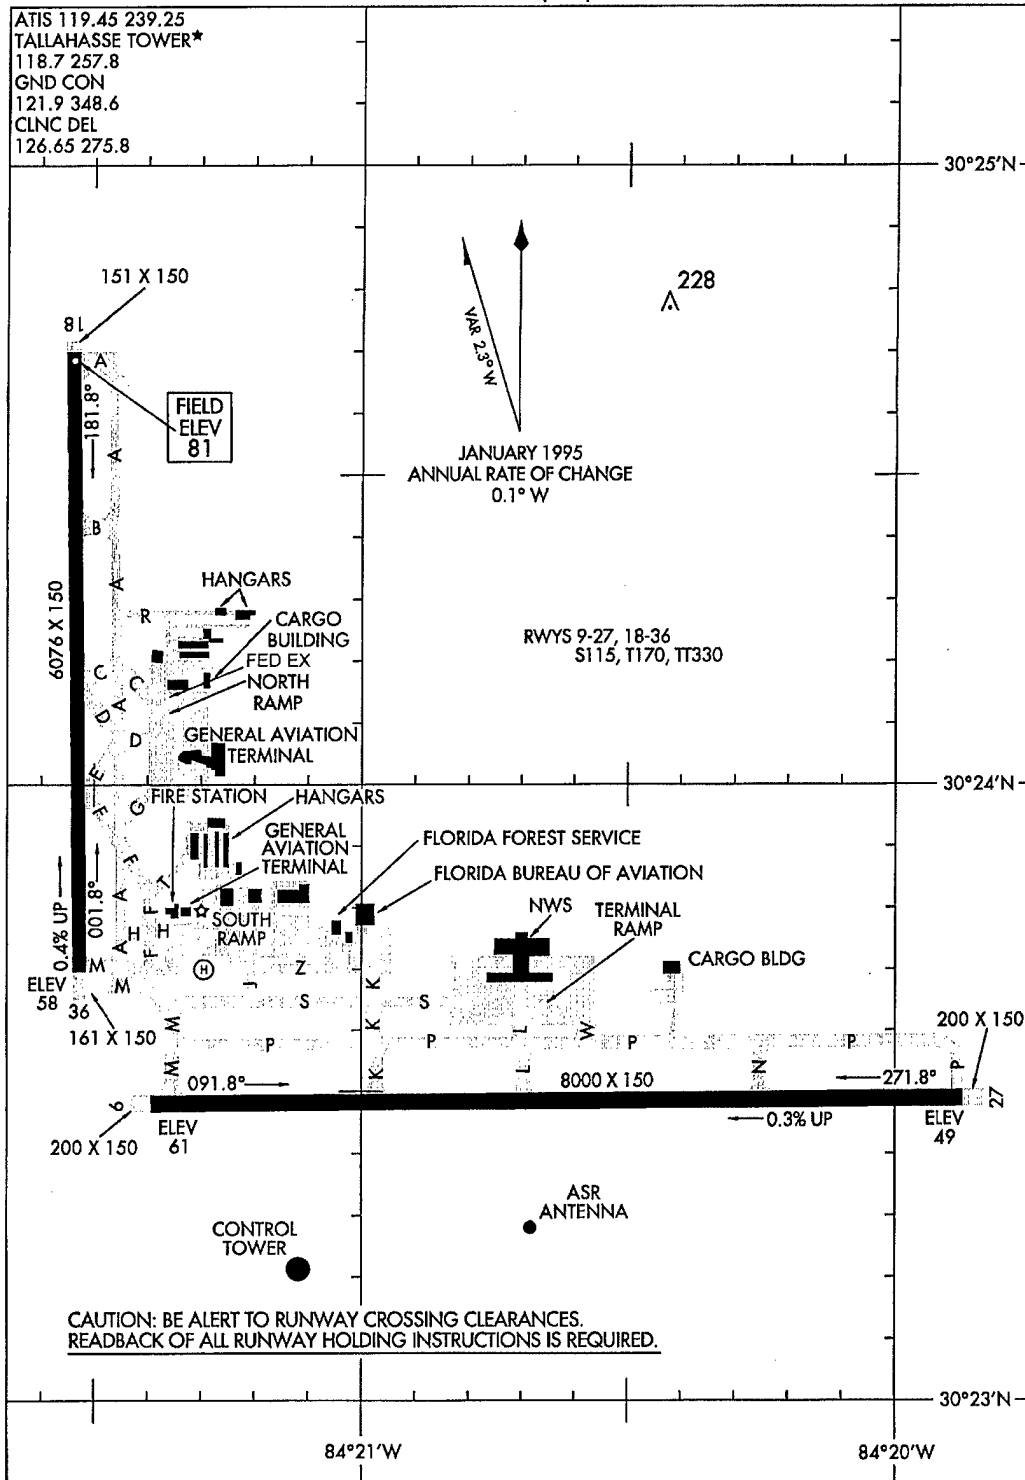 ATIS 119.45 239.25
TALLAHASSE TOWER★
118.7 257.8
GND CON
121.9 348.6
CLNC DEL
126.65 275.8
30°25'N
151 X 150
228
18
A
VAR 2.3° W
181.8°
FIELD
ELEV
81
A
JANUARY 1995
ANNUAL RATE OF CHANGE
0.1° W
B
A
HANGARS
6076 X 150
R
CARGO
BUILDING
RWYS 9-27, 18-36
S115, T170, TT330
FED EX
C
C
NORTH
RAMP
A
D
D
GENERAL AVIATION
TERMINAL
E
30°24'N
FIRE STATION
HANGARS
F
G
GENERAL
AVIATION
TERMINAL
FLORIDA FOREST SERVICE
F
T
FLORIDA BUREAU OF AVIATION
0.4% UP
001.8°
A
F
NWS
TERMINAL
RAMP
SOUTH
RAMP
H
H
A
F
M
H
Z
CARGO BLDG
ELEV
58
M
J
K
36
S
S
200 X 150
161 X 150
M
K
L
W
P
P
P
P
M
K
L
N
P
091.8°
8000 X 150
271.8°
9
27
0.3% UP
ELEV
61
ELEV
49
200 X 150
ASR
ANTENNA
CONTROL
TOWER
CAUTION: BE ALERT TO RUNWAY CROSSING CLEARANCES.
READBACK OF ALL RUNWAY HOLDING INSTRUCTIONS IS REQUIRED.
30°23'N
84°21'W
84°20'W